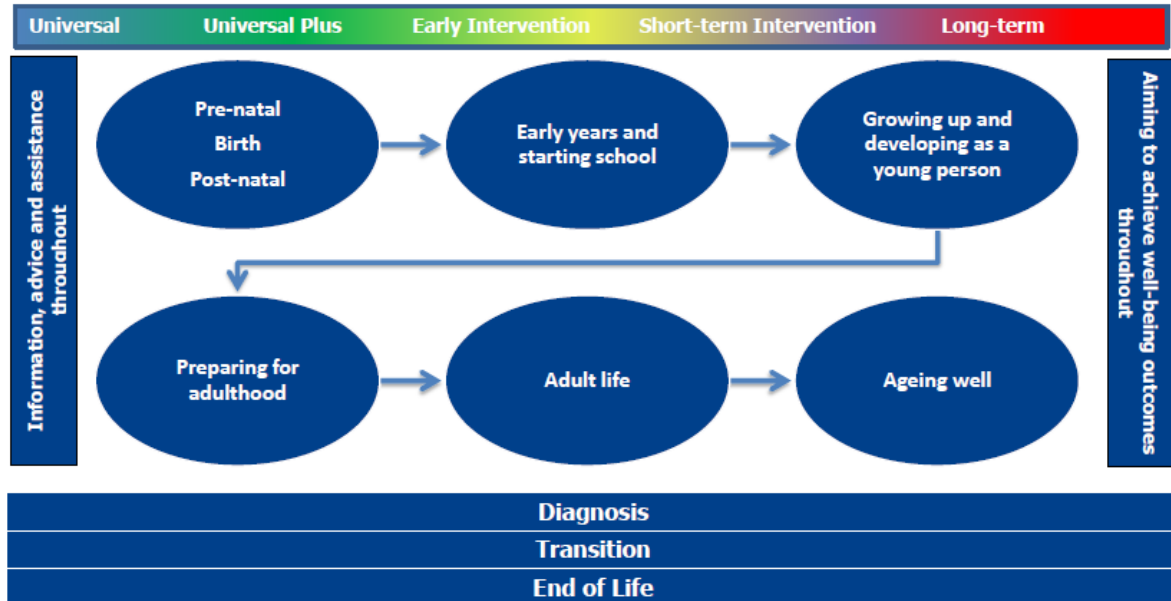 Universal Universal Plus Early Intervention Short-term Intervention Long-term
Information, advice and assistance
throughout
Pre-natal
Birth
Post-natal
Early years and
starting school
Growing up and
developing as a
young person
Preparing for
adulthood
Adult life
Ageing well
Aiming to achieve well-being outcomes
throughout
Diagnosis
Transition
End of Life